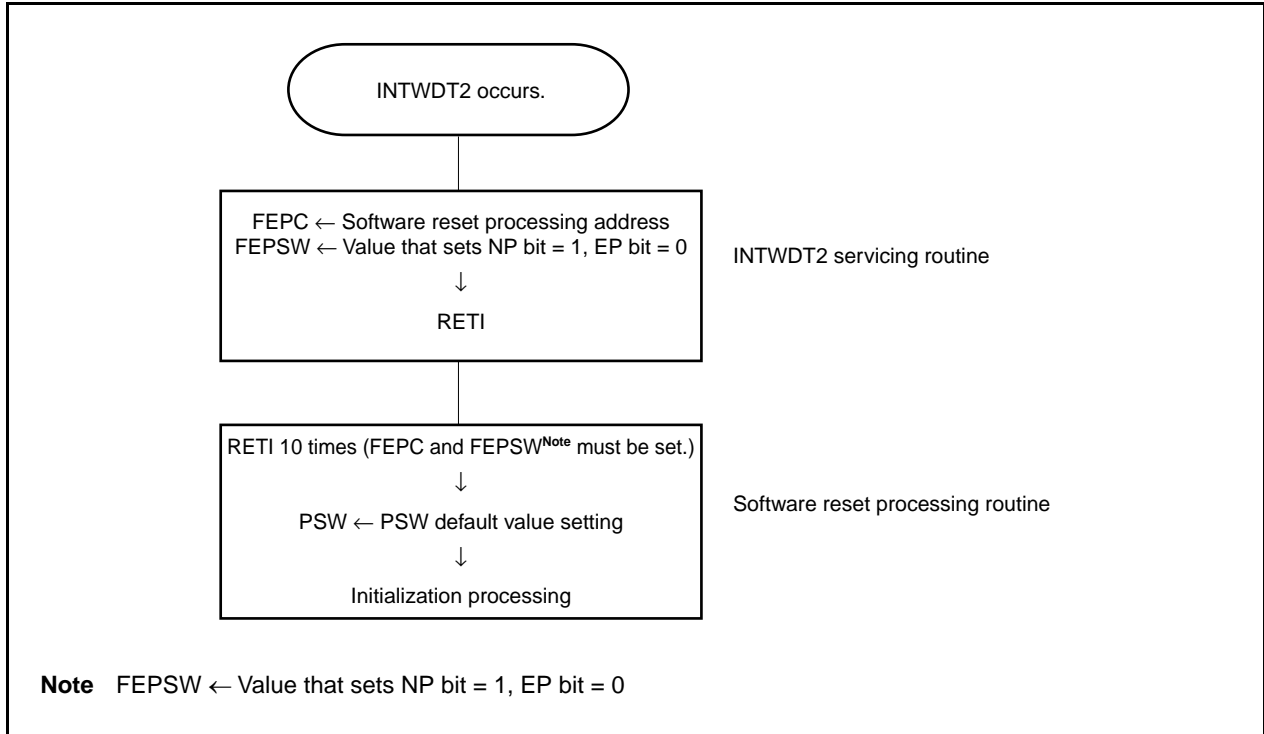 INTWDT2 occurs.
FEPC ← Software reset processing address
FEPSW ← Value that sets NP bit = 1, EP bit = 0
↓
RETI
INTWDT2 servicing routine
RETI 10 times (FEPC and FEPSWNote must be set.)
↓
PSW ← PSW default value setting
↓
Initialization processing
Software reset processing routine
Note FEPSW ← Value that sets NP bit = 1, EP bit = 0